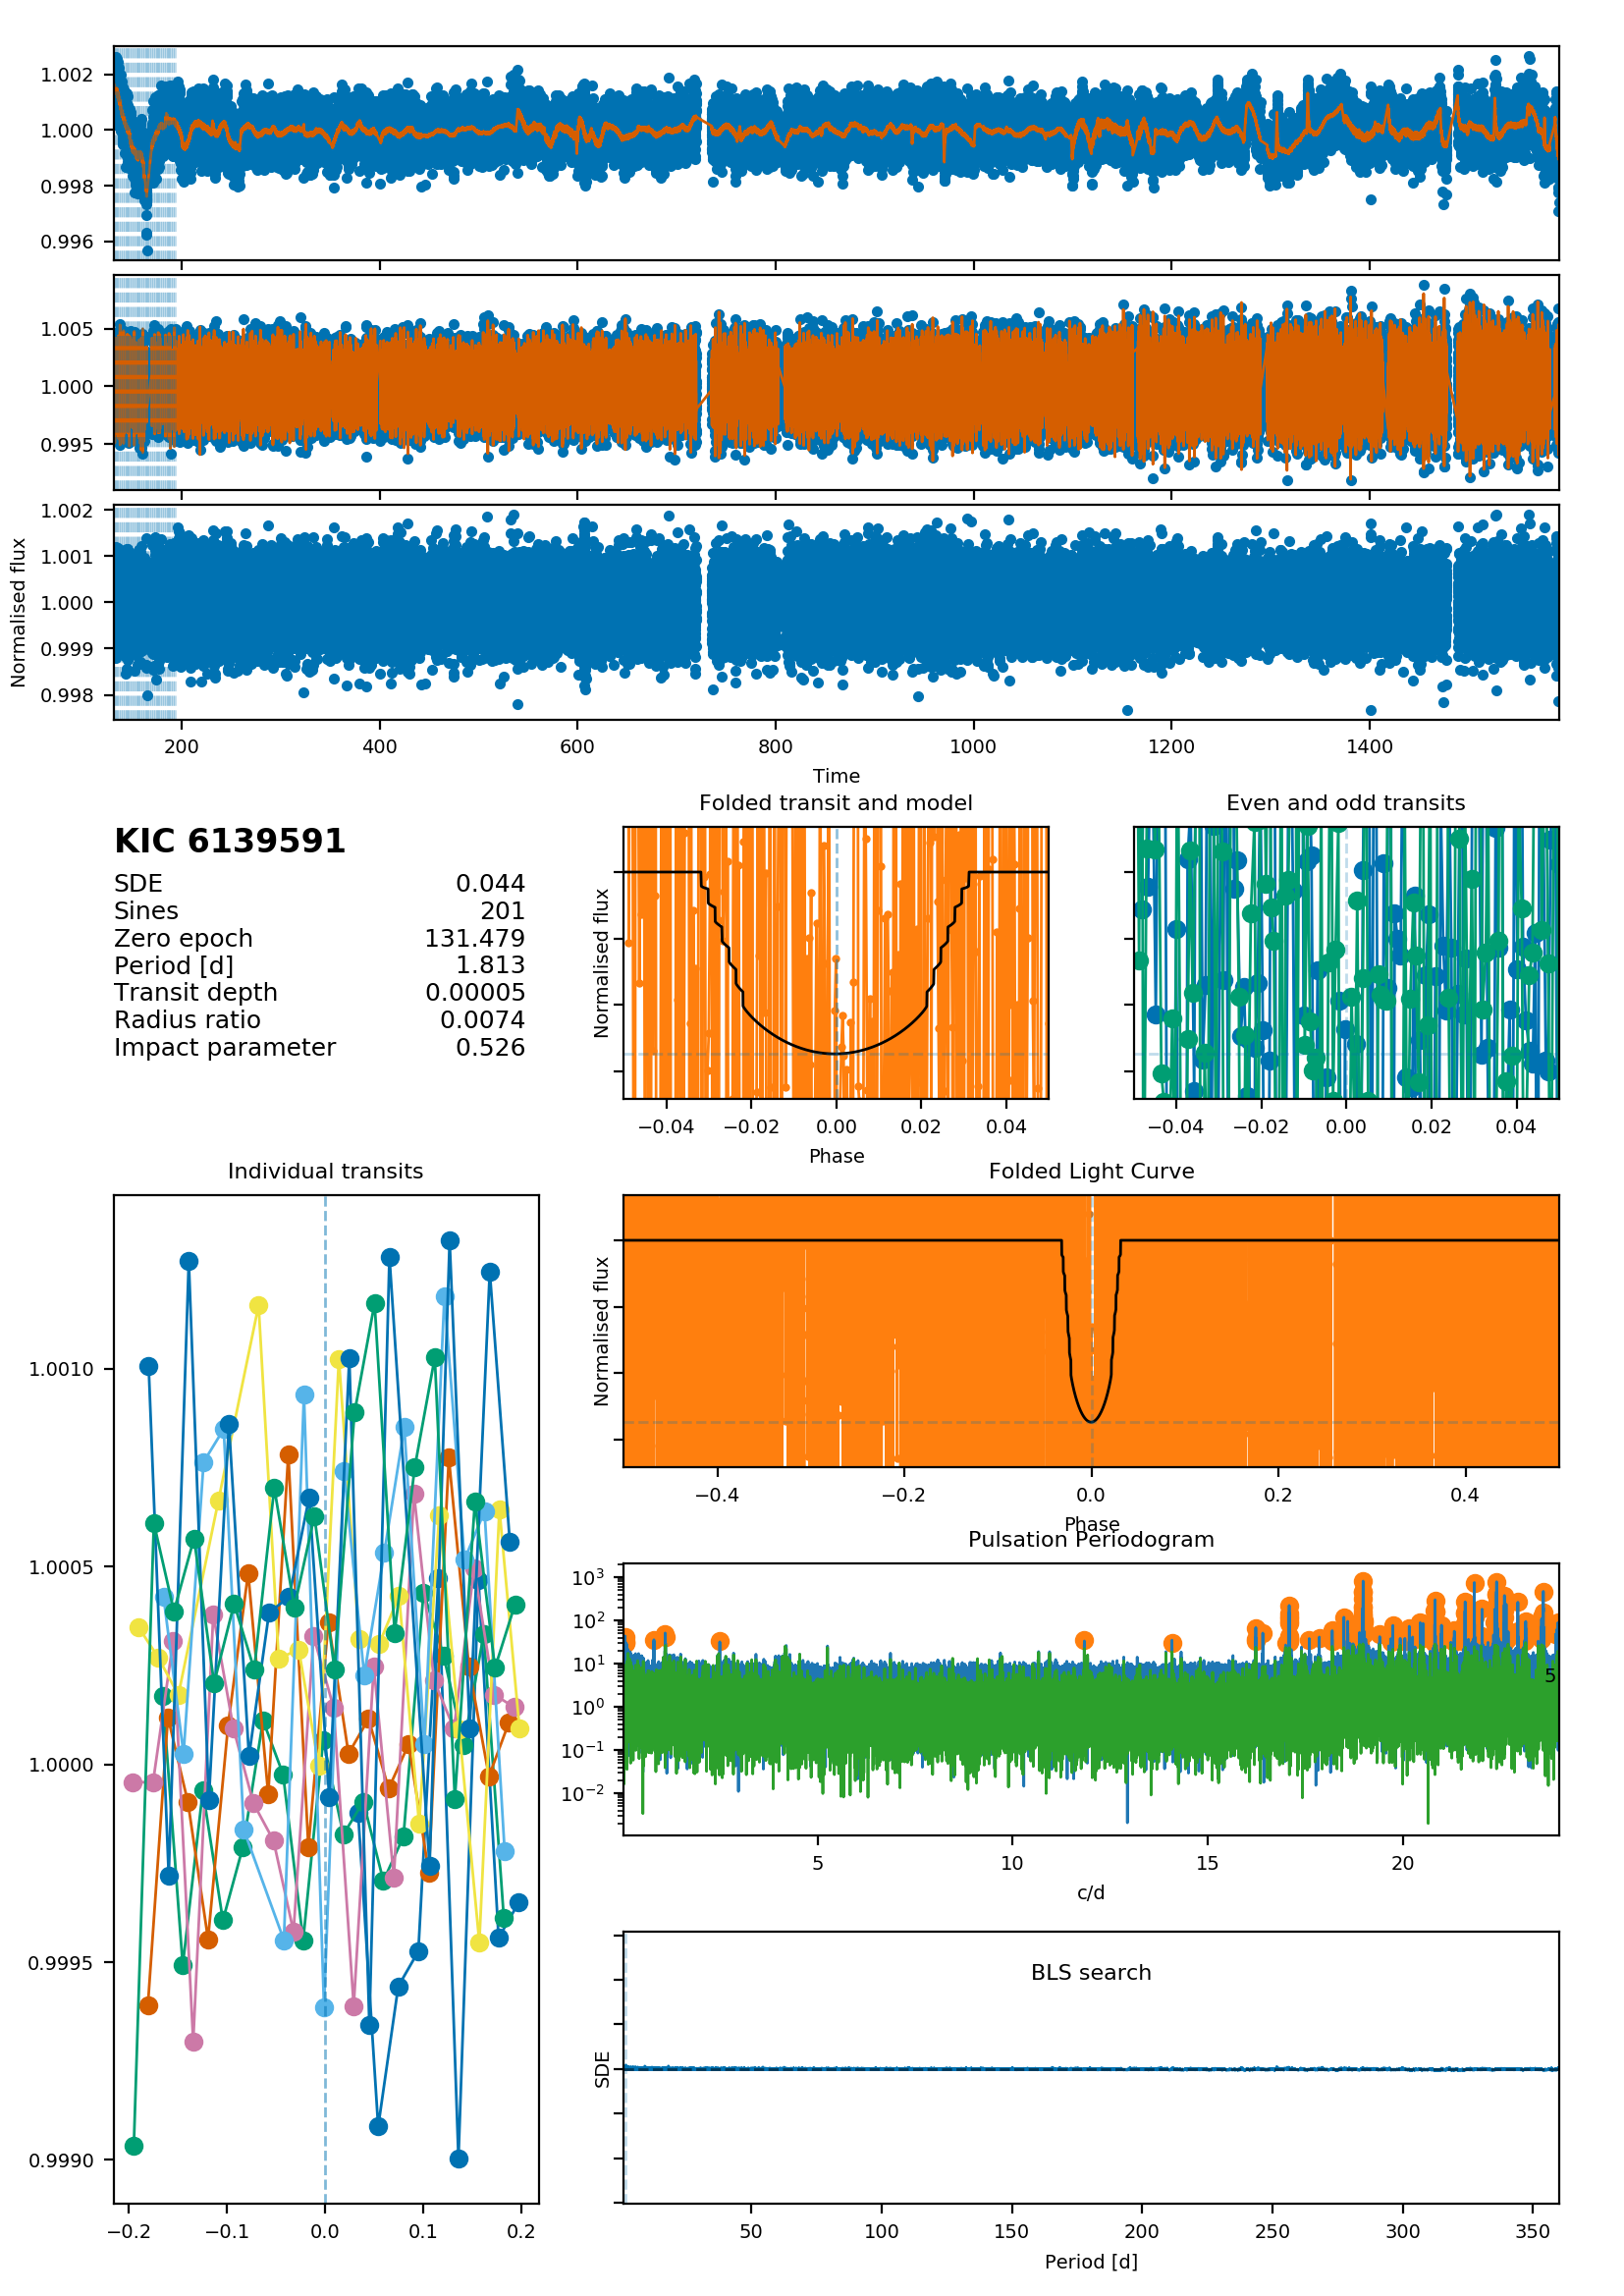 1.002
1.000
0.998
0.996
1.005
1.000
0.995
1.002
1.001
1.000
0.999
0.998
Normalised flux
200 400 600 800 1000 1200 1400
Time
KIC 6139591
SDE 0.044
Sines 201
Zero epoch 131.479
Period [d] 1.813
Transit depth 0.00005
Radius ratio 0.0074
Impact parameter 0.526
Folded transit and model
Normalised flux
−0.04 −0.02 0.00 0.02 0.04
Phase
Even and odd transits
−0.04 −0.02 0.00 0.02 0.04
Individual transits
1.0010
1.0005
1.0000
0.9995
0.9990
−0.2 −0.1 0.0 0.1 0.2
Folded Light Curve
Normalised flux
−0.4 −0.2 0.0 0.2 0.4
Phase
Pulsation Periodogram
10³
10²
10¹
10⁰
10⁻¹
10⁻²
5
5 10 15 20
c/d
BLS search
SDE
50 100 150 200 250 300 350
Period [d]